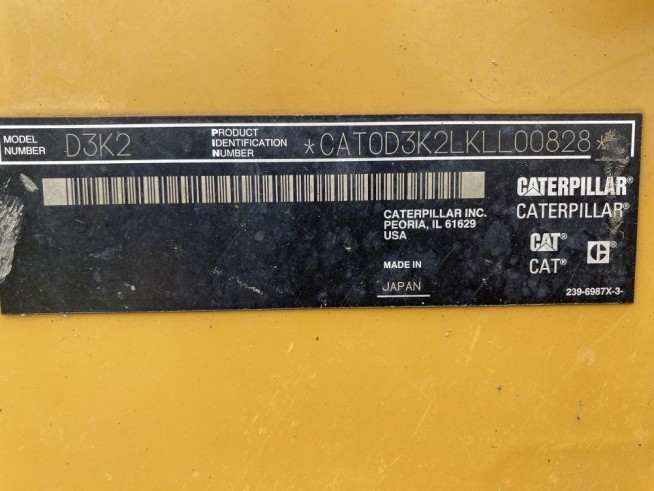 MODEL NUMBER D3K2 PRODUCT IDENTIFICATION NUMBER *CAT0D3K2LKLL00828*
CATERPILLAR®
CATERPILLAR INC.
PEORIA, IL 61629
USA
CATERPILLAR®
CAT®
MADE IN
JAPAN
CAT®
C®
239-6987X-3-